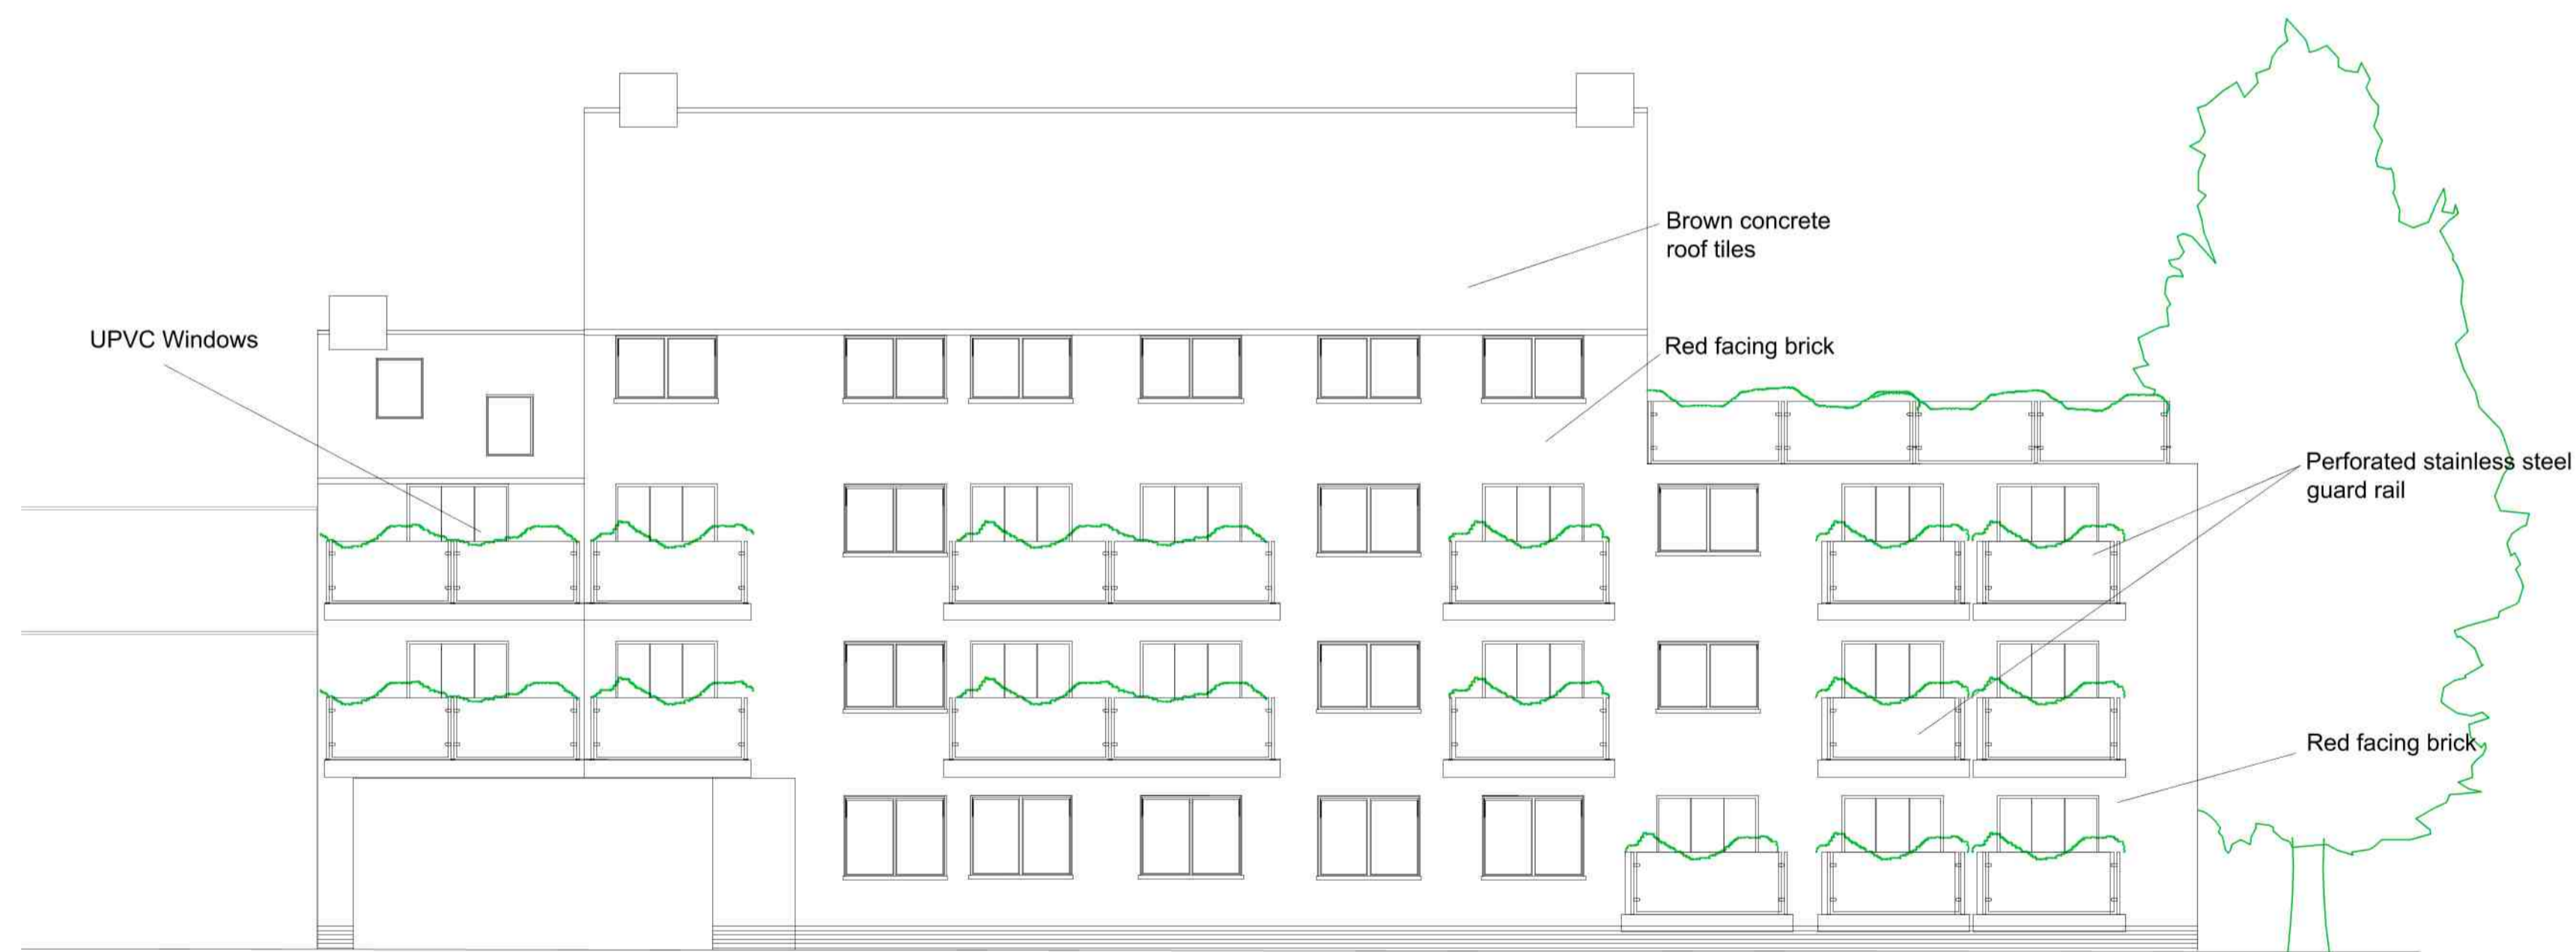 Brown concrete
roof tiles
UPVC Windows
Red facing brick
Perforated stainless steel
guard rail
Red facing brick